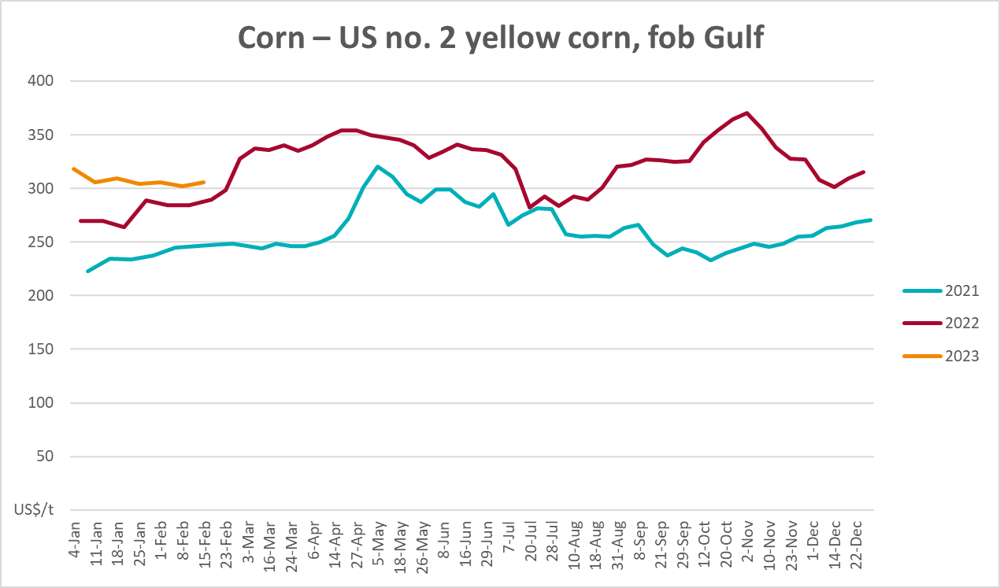 Corn – US no. 2 yellow corn, fob Gulf
400
350
300
250
200
150
100
50
US$/t
4-Jan
11-Jan
18-Jan
25-Jan
1-Feb
8-Feb
15-Feb
23-Feb
3-Mar
16-Mar
24-Mar
6-Apr
14-Apr
27-Apr
5-May
18-May
26-May
8-Jun
16-Jun
29-Jun
7-Jul
20-Jul
28-Jul
10-Aug
18-Aug
31-Aug
8-Sep
21-Sep
29-Sep
12-Oct
20-Oct
2-Nov
10-Nov
23-Nov
1-Dec
14-Dec
22-Dec
2021
2022
2023